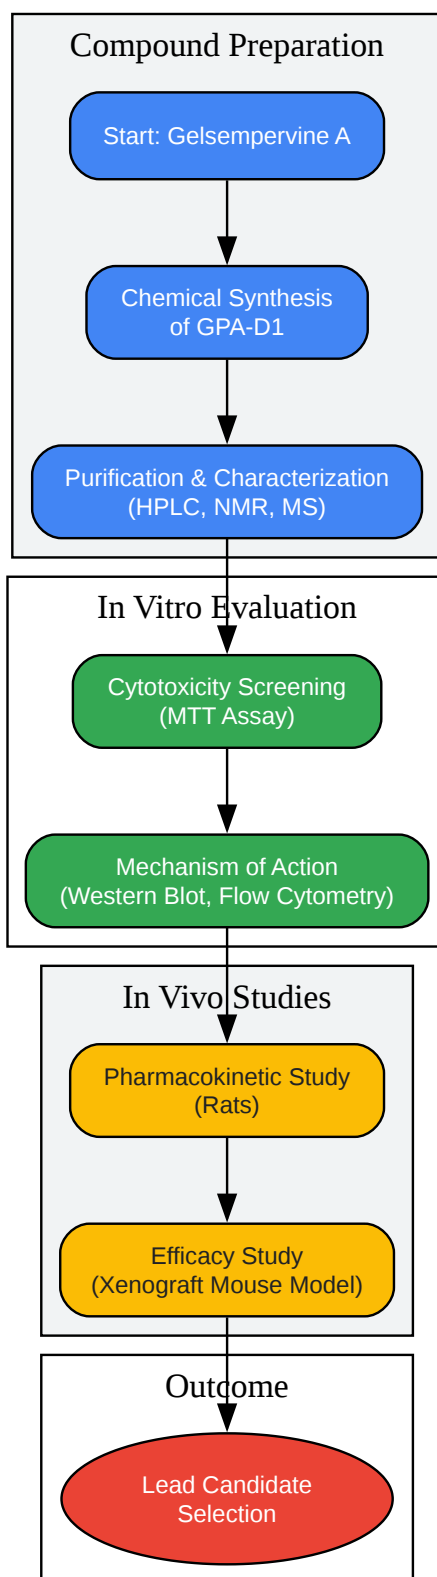 Compound Preparation
Start: Gelsempervine A
Chemical Synthesis
of GPA-D1
Purification & Characterization
(HPLC, NMR, MS)
In Vitro Evaluation
Cytotoxicity Screening
(MTT Assay)
Mechanism of Action
(Western Blot, Flow Cytometry)
In Vivo Studies
Pharmacokinetic Study
(Rats)
Efficacy Study
(Xenograft Mouse Model)
Outcome
Lead Candidate
Selection